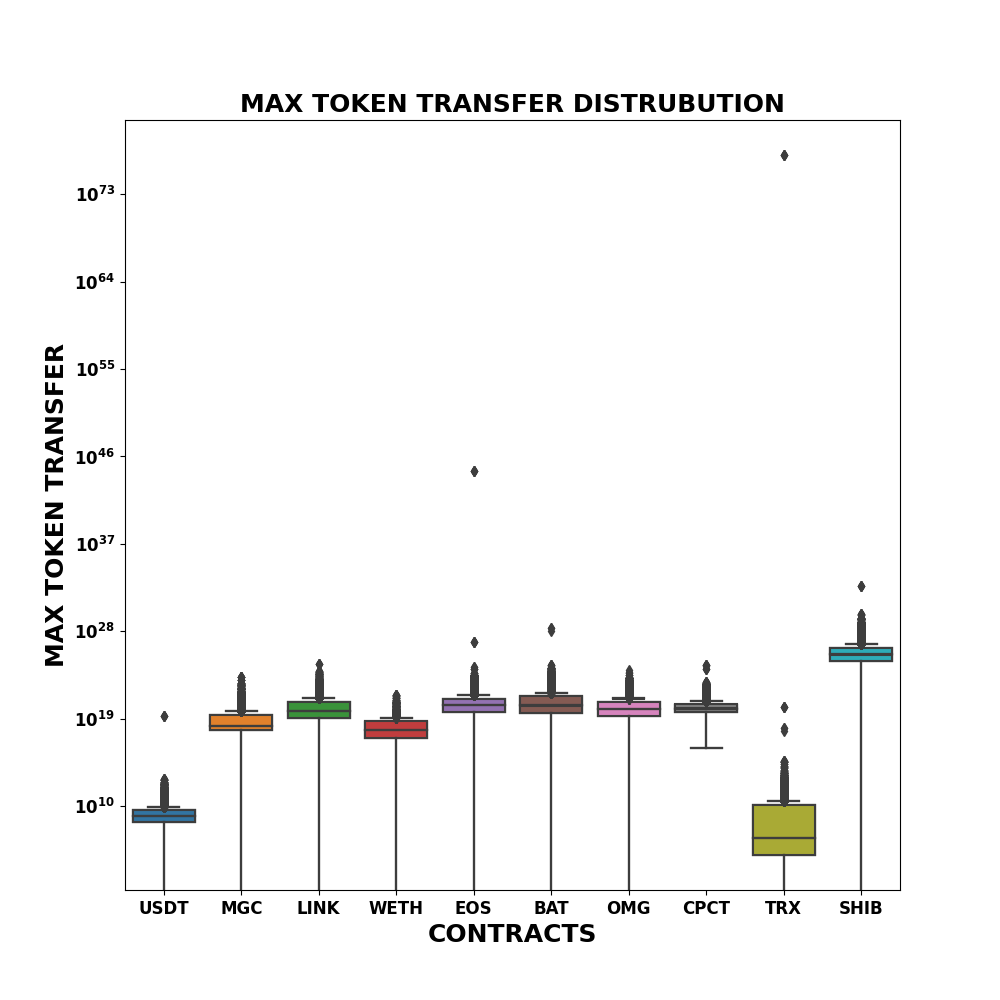 MAX TOKEN TRANSFER DISTRUBUTION
MAX TOKEN TRANSFER
10^73
10^64
10^55
10^46
10^37
10^28
10^19
10^10
USDT MGC LINK WETH EOS BAT OMG CPCT TRX SHIB
CONTRACTS